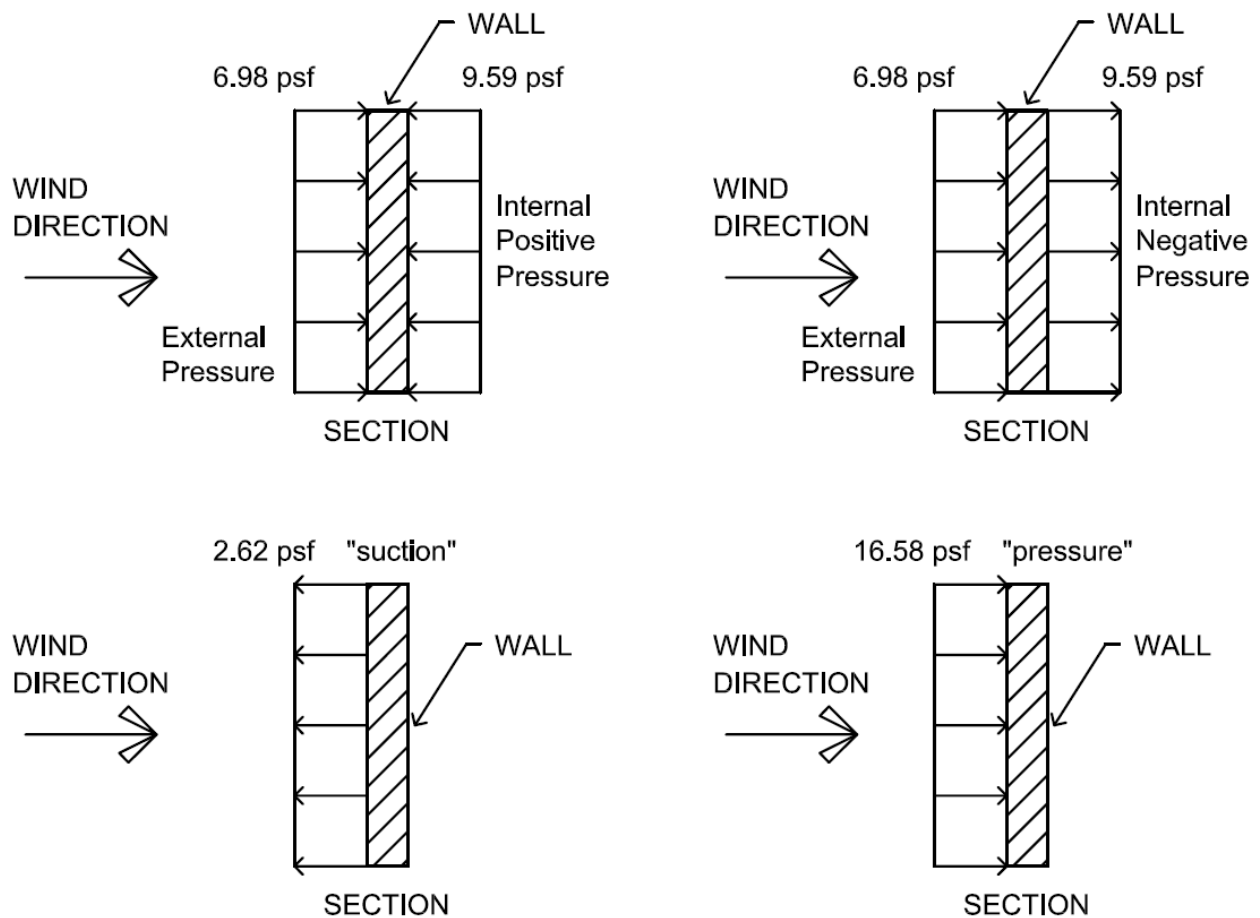 WALL
6.98 psf
9.59 psf
WIND
DIRECTION
Internal
Positive
Pressure
External
Pressure
SECTION
WALL
6.98 psf
9.59 psf
WIND
DIRECTION
Internal
Negative
Pressure
External
Pressure
SECTION
2.62 psf "suction"
WIND
DIRECTION
WALL
SECTION
16.58 psf "pressure"
WIND
DIRECTION
WALL
SECTION